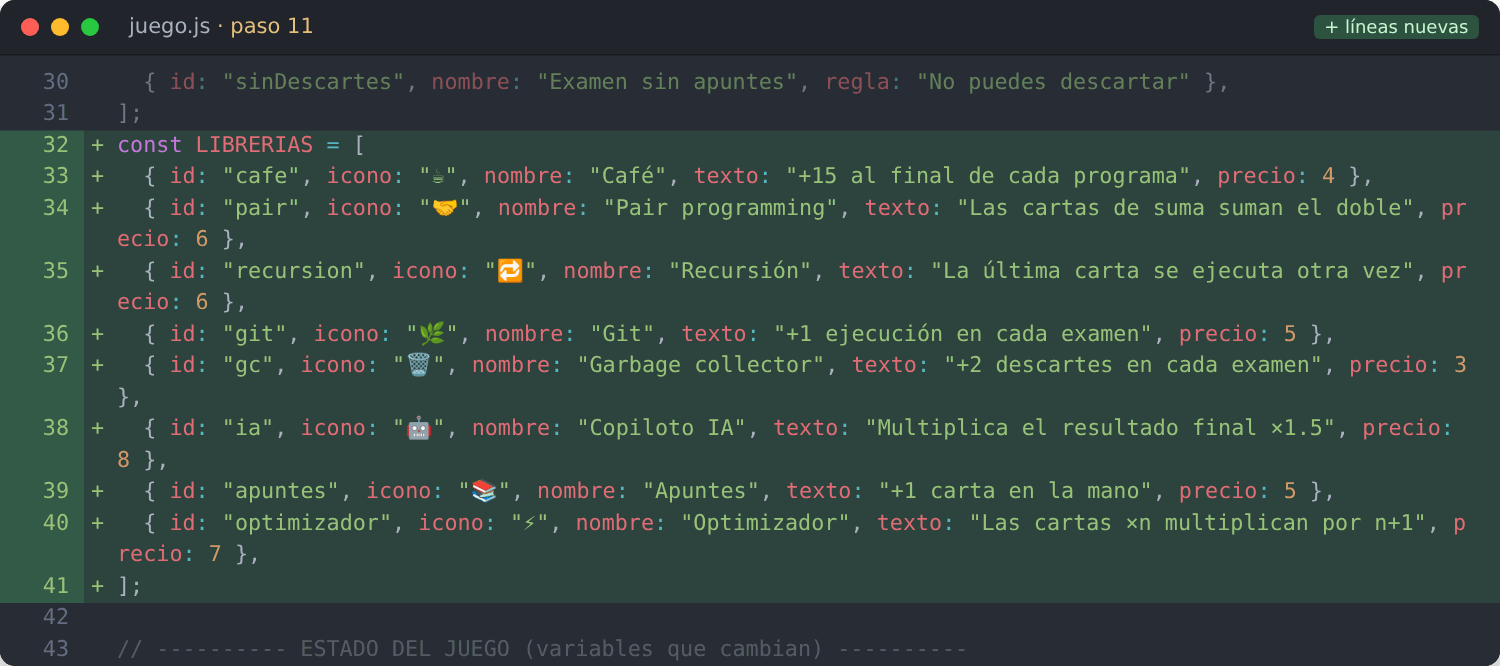 juego.js · paso 11
+ líneas nuevas
30 { id: "sinDescartes", nombre: "Examen sin apuntes", regla: "No puedes descartar" },
31 ];
32 + const LIBRERIAS = [
33 + { id: "cafe", icono: "☕", nombre: "Café", texto: "+15 al final de cada programa", precio: 4 },
34 + { id: "pair", icono: "🤝", nombre: "Pair programming", texto: "Las cartas de suma suman el doble", pr
ecio: 6 },
35 + { id: "recursion", icono: "🔁", nombre: "Recursión", texto: "La última carta se ejecuta otra vez", pr
ecio: 6 },
36 + { id: "git", icono: "🌿", nombre: "Git", texto: "+1 ejecución en cada examen", precio: 5 },
37 + { id: "gc", icono: "🗑️", nombre: "Garbage collector", texto: "+2 descartes en cada examen", precio: 3
},
38 + { id: "ia", icono: "🤖", nombre: "Copiloto IA", texto: "Multiplica el resultado final ×1.5", precio:
8 },
39 + { id: "apuntes", icono: "📚", nombre: "Apuntes", texto: "+1 carta en la mano", precio: 5 },
40 + { id: "optimizador", icono: "⚡", nombre: "Optimizador", texto: "Las cartas ×n multiplican por n+1", p
recio: 7 },
41 + ];
42
43 // ---------- ESTADO DEL JUEGO (variables que cambian) ----------